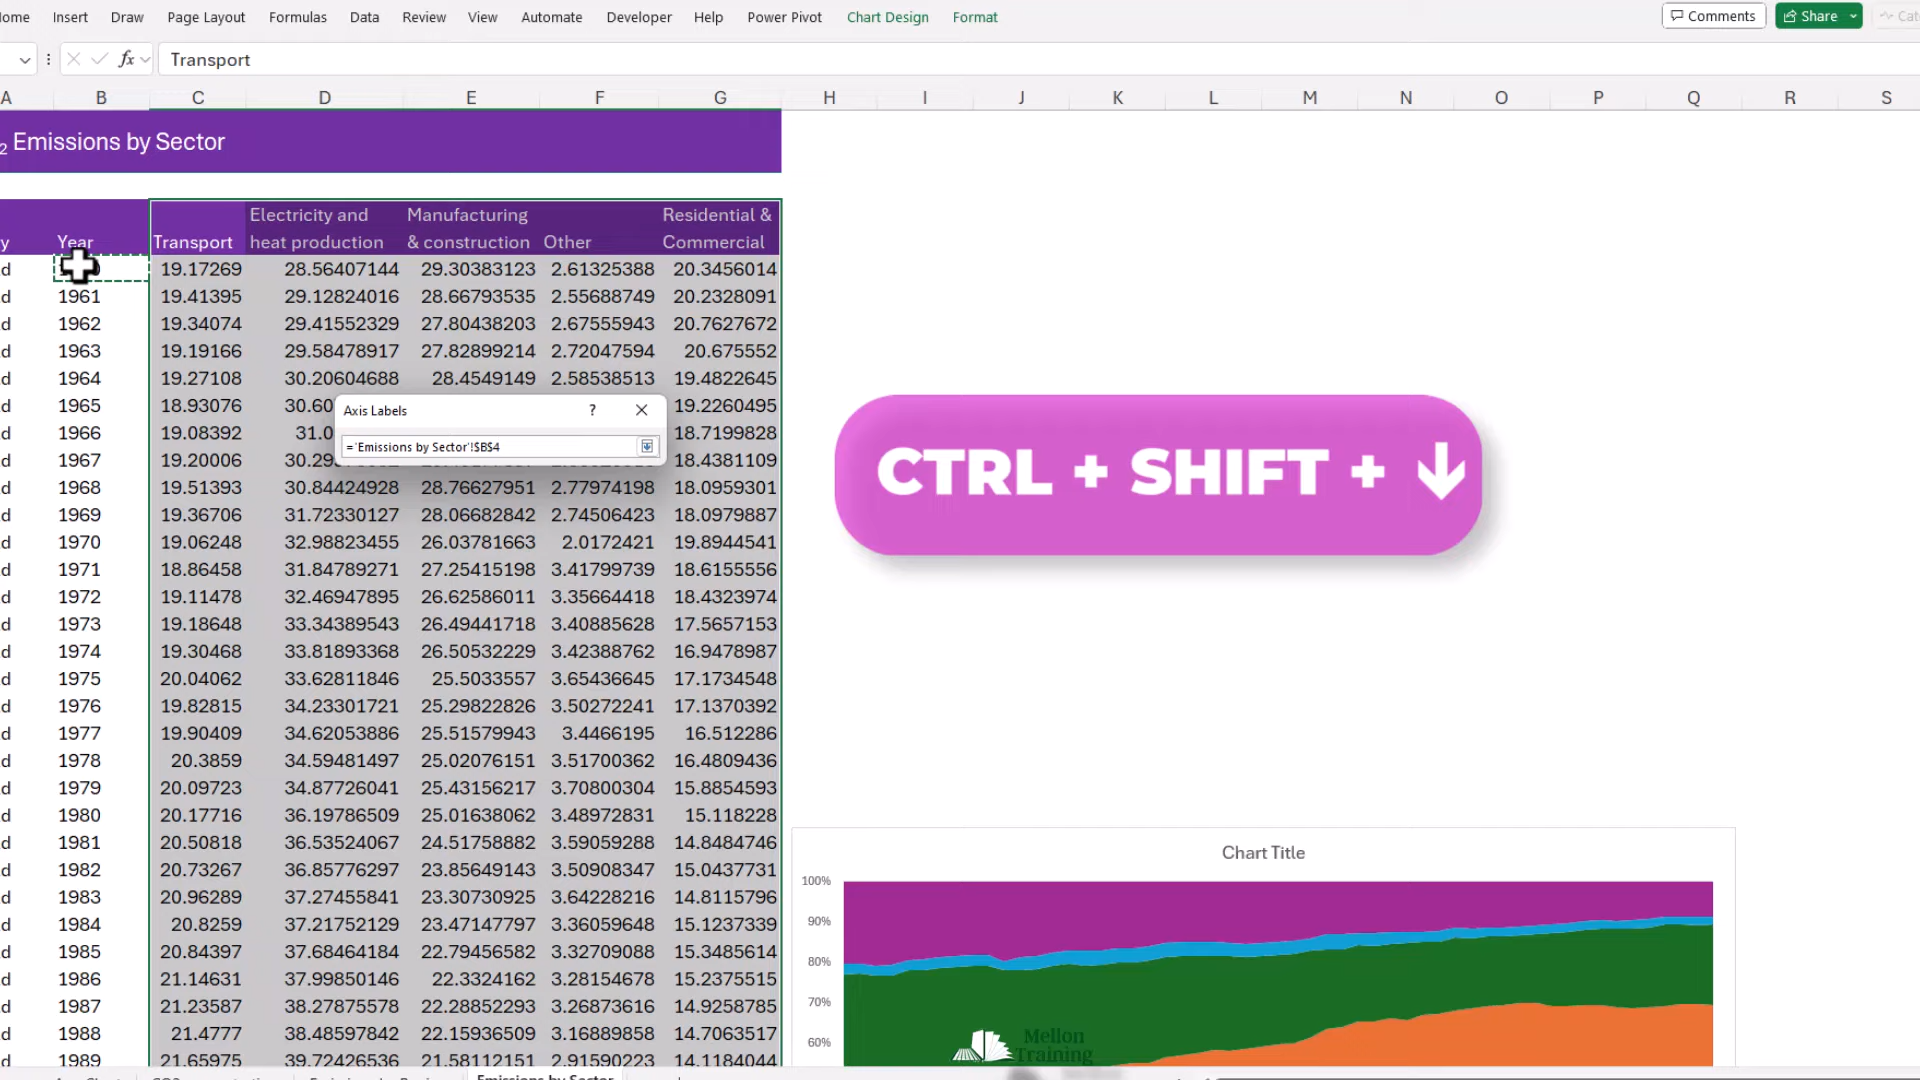 ome Insert Draw Page Layout Formulas Data Review View Automate Developer Help Power Pivot Chart Design Format Comments Share
fx Transport
A B C D E F G H I J K L M N O P Q R S
2 Emissions by Sector
y Year Transport Electricity and heat production Manufacturing & construction Other Residential & Commercial
d 19.17269 28.56407144 29.30383123 2.61325388 20.3456014
d 1961 19.41395 29.12824016 28.66793535 2.55688749 20.2328091
d 1962 19.34074 29.41552329 27.80438203 2.67555943 20.7627672
d 1963 19.19166 29.58478917 27.82899214 2.72047594 20.675552
d 1964 19.27108 30.20604688 28.4549149 2.58538513 19.4822645
d 1965 18.93076 30.60 19.2260495
d 1966 19.08392 31.0 18.7199828
d 1967 19.20006 18.4381109
Axis Labels ?
='Emissions by Sector'!$B$4
d 1968 19.51393 30.84424928 28.76627951 2.77974198 18.0959301
d 1969 19.36706 31.72330127 28.06682842 2.74506423 18.0979887
d 1970 19.06248 32.98823455 26.03781663 2.0172421 19.8944541
d 1971 18.86458 31.84789271 27.25415198 3.41799739 18.6155556
d 1972 19.11478 32.46947895 26.62586011 3.35664418 18.4323974
d 1973 19.18648 33.34389543 26.49441718 3.40885628 17.5657153
d 1974 19.30468 33.81893368 26.50532229 3.42388762 16.9478987
d 1975 20.04062 33.62811846 25.5033557 3.65436645 17.1734548
d 1976 19.82815 34.23301721 25.29822826 3.50272241 17.1370392
d 1977 19.90409 34.62053886 25.51579943 3.4466195 16.512286
d 1978 20.3859 34.59481497 25.02076151 3.51700362 16.4809436
d 1979 20.09723 34.87726041 25.43156217 3.70800304 15.8854593
d 1980 20.17716 36.19786509 25.01638062 3.48972831 15.118228
d 1981 20.50818 36.53524067 24.51758882 3.59059288 14.8484746
d 1982 20.73267 36.85776297 23.85649143 3.50908347 15.0437731
d 1983 20.96289 37.27455841 23.30730925 3.64228216 14.8115796
d 1984 20.8259 37.21752129 23.47147797 3.36059648 15.1237339
d 1985 20.84397 37.68464184 22.79456582 3.32709088 15.3485614
d 1986 21.14631 37.99850146 22.3324162 3.28154678 15.2375515
d 1987 21.23587 38.27875578 22.28852293 3.26873616 14.9258785
d 1988 21.4777 38.48597842 22.15936509 3.16889858 14.7063517
d 1989 21.65975 39.72426536 21.58112151 2.91590223 14.1184044
CTRL + SHIFT + ↓
Chart Title
100%
90%
80%
70%
60%
Mellon
Training
Emissions by Sector